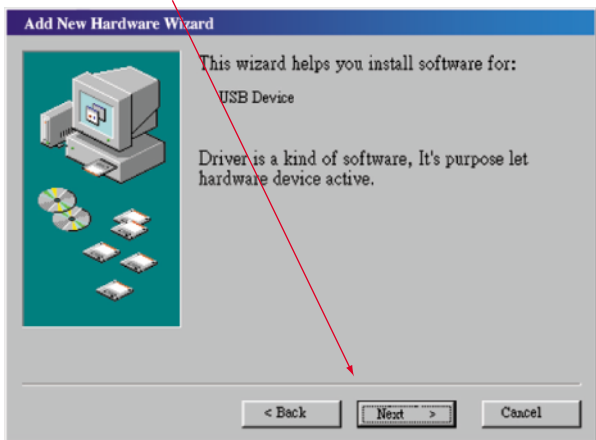 Add New Hardware Wizard
This wizard helps you install software for:
USB Device
Driver is a kind of software, It's purpose let
hardware device active.
< Back
Next >
Cancel